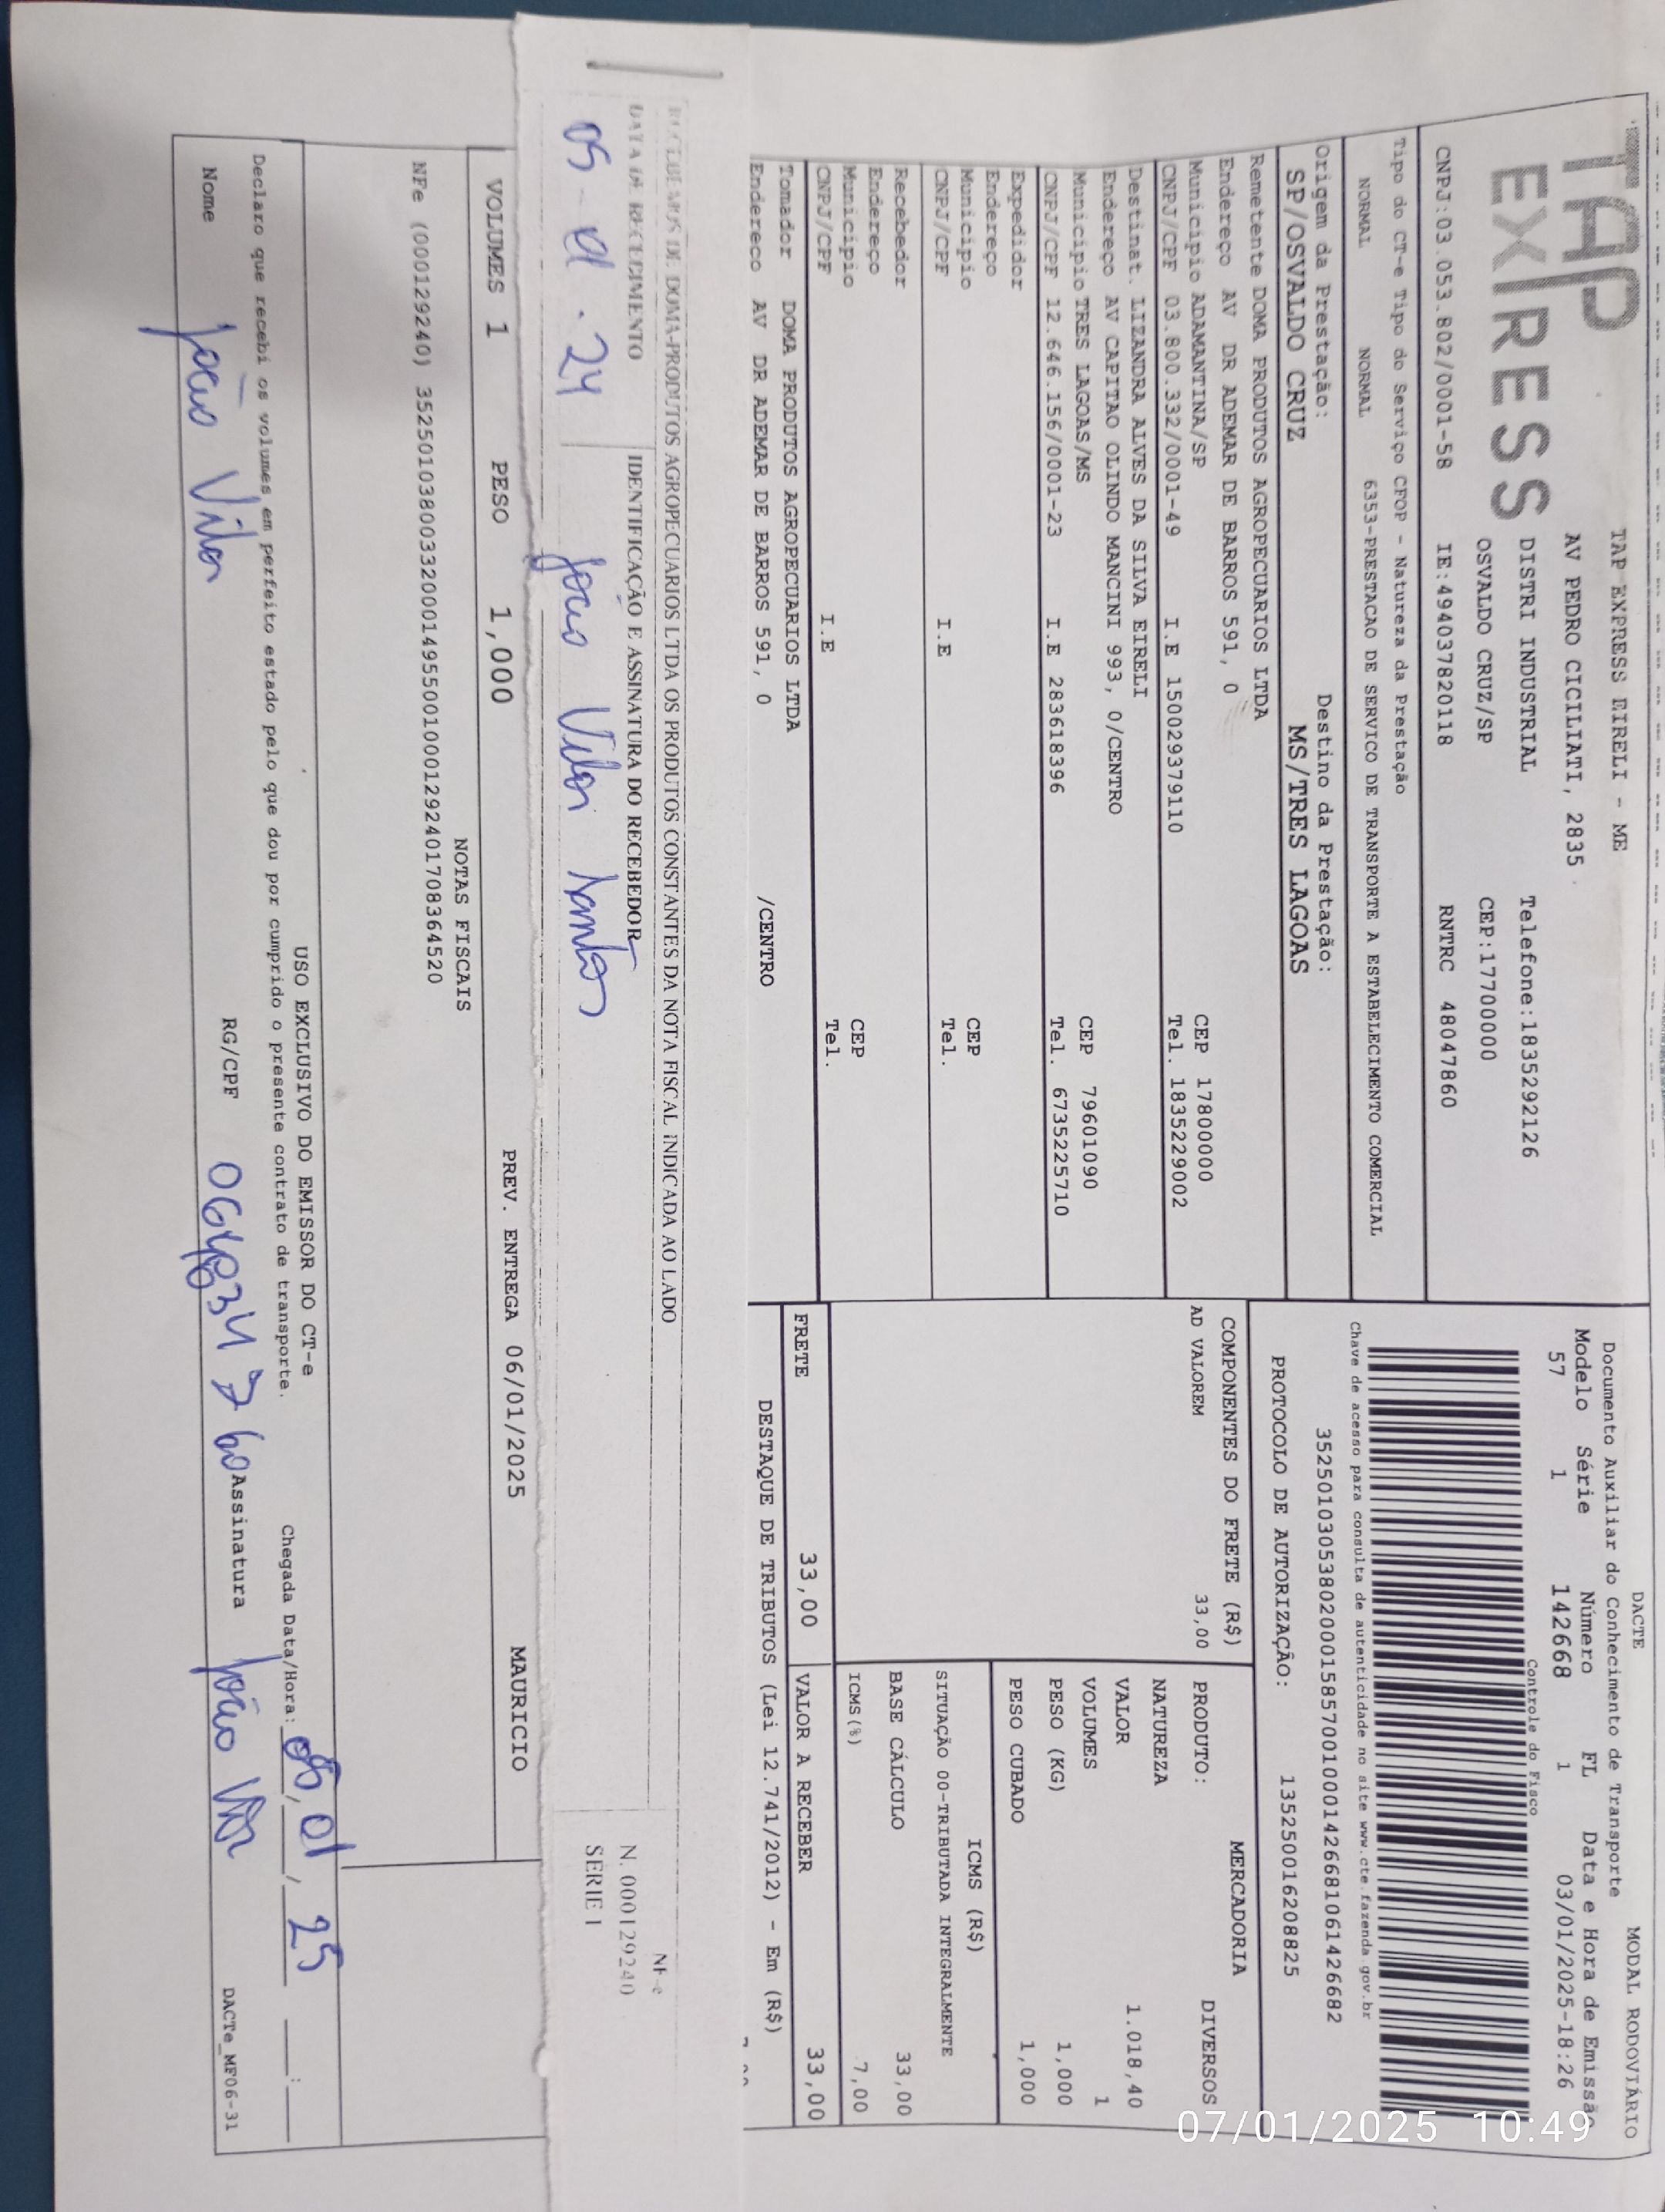 TAP
EXPRESS
TAP EXPRESS EIRELI - ME
AV PEDRO CICILIATI, 2835
DISTRI INDUSTRIAL Telefone:1835292126
OSVALDO CRUZ/SP CEP:17700000
CNPJ:03.053.802/0001-58 IE:494037820118 RNTRC 48047860
Tipo do CT-e Tipo do Serviço CFOP - Natureza da Prestação
NORMAL NORMAL 6353-PRESTACAO DE SERVICO DE TRANSPORTE A ESTABELECIMENTO COMERCIAL
Origem da Prestação: Destino da Prestação:
SP/OSVALDO CRUZ MS/TRES LAGOAS
DACTE MODAL RODOVIÁRIO
Documento Auxiliar do Conhecimento de Transporte
Modelo Série Número FL Data e Hora de Emissão
57 1 142668 1 03/01/2025-18:26
Controle do Fisco
Chave de acesso para consulta de autenticidade no site www.cte.fazenda.gov.br
35250103053802000158570010001426681061426682
PROTOCOLO DE AUTORIZAÇÃO: 135250016208825
Remetente DOMA PRODUTOS AGROPECUARIOS LTDA
Endereço AV DR ADEMAR DE BARROS 591, 0
Municipio ADAMANTINA/SP CEP 17800000
CNPJ/CPF 03.800.332/0001-49 I.E 150029379110 Tel. 1835229002
Destinat. LIZANDRA ALVES DA SILVA EIRELI
Endereço AV CAPITAO OLINDO MANCINI 993, 0/CENTRO
Municipio TRES LAGOAS/MS CEP 79601090
CNPJ/CPF 12.646.156/0001-23 I.E 283618396 Tel. 6735225710
Expedidor
Endereço
Municipio CEP
CNPJ/CPF I.E Tel.
Recebedor
Endereço
Municipio CEP
CNPJ/CPF I.E Tel.
Tomador DOMA PRODUTOS AGROPECUARIOS LTDA
Endereco AV DR ADEMAR DE BARROS 591, 0 /CENTRO
COMPONENTES DO FRETE (R$)
AD VALOREM 33,00
MERCADORIA
PRODUTO: DIVERSOS
NATUREZA
VALOR 1.018,40
VOLUMES 1
PESO (KG) 1,000
PESO CUBADO 1,000
ICMS (R$)
SITUAÇÃO 00-TRIBUTADA INTEGRALMENTE
BASE CÁLCULO 33,00
ICMS(%) 7,00
FRETE 33,00 VALOR A RECEBER 33,00
DESTAQUE DE TRIBUTOS (Lei 12.741/2012) - Em (R$)
RECEBEMOS DE DOMA-PRODUTOS AGROPECUARIOS LTDA OS PRODUTOS CONSTANTES DA NOTA FISCAL INDICADA AO LADO
DATA DE RECEBIMENTO IDENTIFICAÇÃO E ASSINATURA DO RECEBEDOR
05-01.24 João Vitor Santos
NF-e
N. 000129240
SERIE 1
VOLUMES 1 PESO 1,000 PREV. ENTREGA 06/01/2025 MAURICIO
NOTAS FISCAIS
NFe (000129240) 35250103800332000149550010001292401708364520
USO EXCLUSIVO DO EMISSOR DO CT-e
Declaro que recebi os volumes em perfeito estado pelo que dou por cumprido o presente contrato de transporte.
Chegada Data/Hora: / 01 / 25 :
Nome João Vitor RG/CPF Assinatura João Vitor
DACTe_MF06-31
07/01/2025 10:49